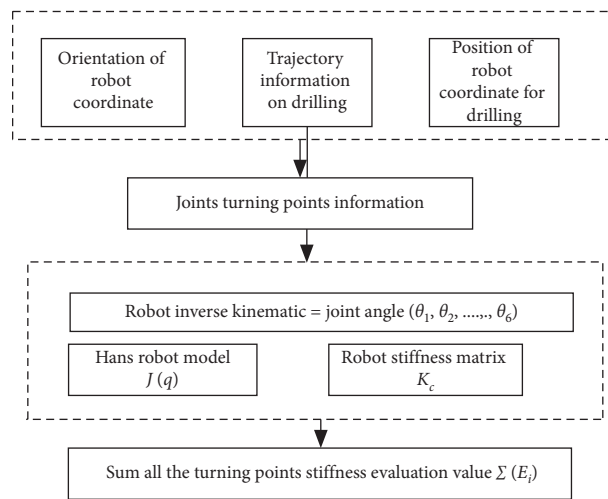 Orientation of
robot
coordinate
Trajectory
information
on drilling
Position of
robot
coordinate for
drilling
Joints turning points information
Robot inverse kinematic = joint angle (θ₁, θ₂, ....,., θ₆)
Hans robot model
J (q)
Robot stiffness matrix
K꜀
Sum all the turning points stiffness evaluation value Σ (Eᵢ)